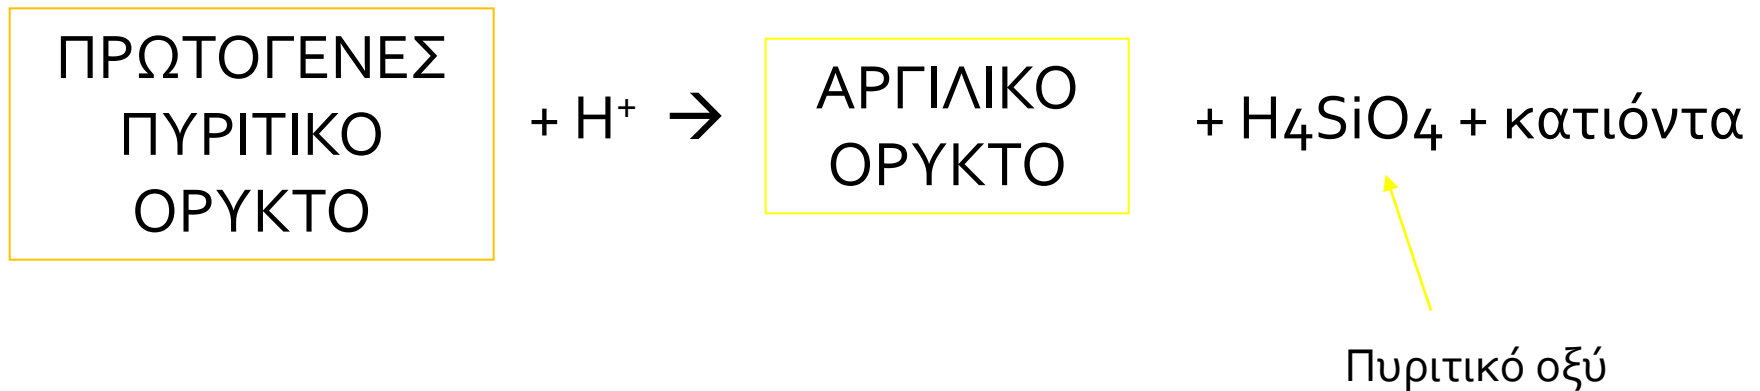 ΠΡΩΤΟΓΕΝΕΣ
ΠΥΡΙΤΙΚΟ
ΟΡΥΚΤΟ
+ H⁺ →
ΑΡΓΙΛΙΚΟ
ΟΡΥΚΤΟ
+ H4SiO4 + κατιόντα
Πυριτικό οξύ